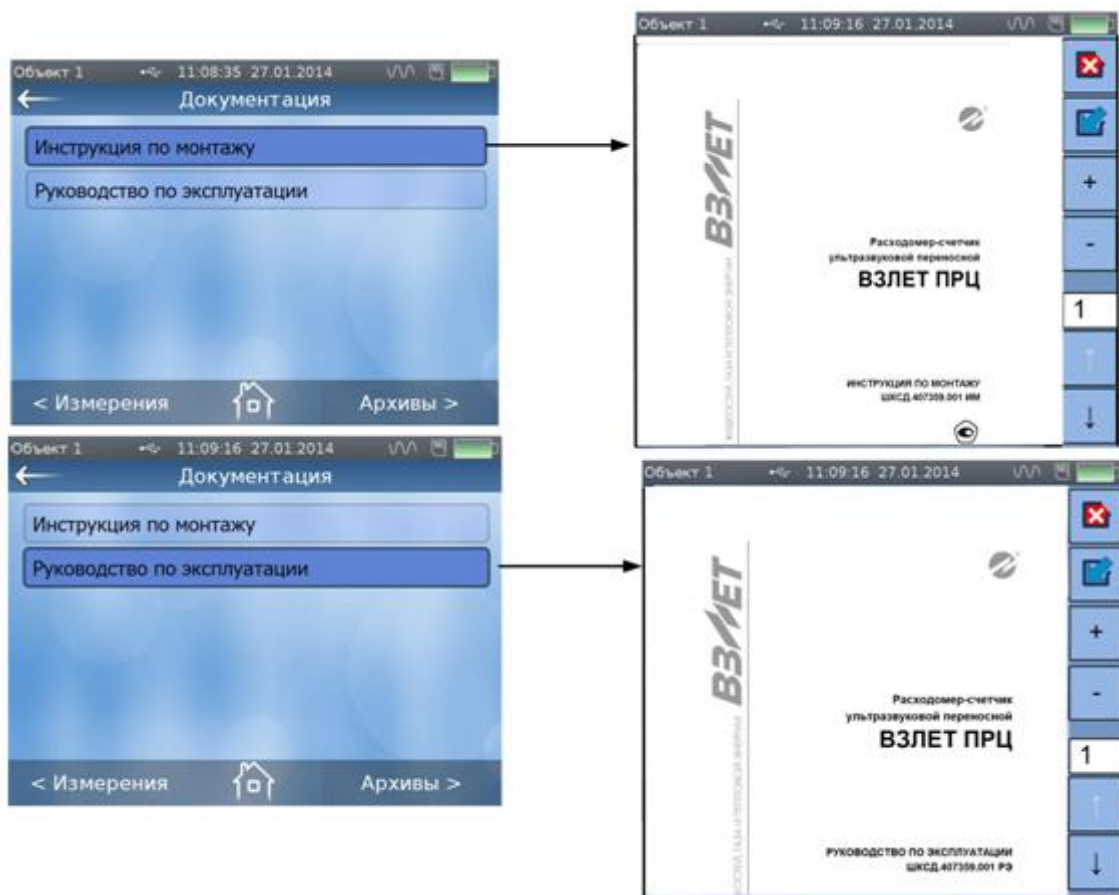 Объект 1 11:08:35 27.01.2014
Документация
Инструкция по монтажу
Руководство по эксплуатации
< Измерения Архивы >
Объект 1 11:09:16 27.01.2014
ВЗЛЕТ
Расходомер-счетчик
ультразвуковой переносной
ВЗЛЕТ ПРЦ
ИНСТРУКЦИЯ ПО МОНТАЖУ
ШКСД.407359.001 ИМ
+
-
1
Объект 1 11:09:16 27.01.2014
Документация
Инструкция по монтажу
Руководство по эксплуатации
< Измерения Архивы >
Объект 1 11:09:16 27.01.2014
ВЗЛЕТ
Расходомер-счетчик
ультразвуковой переносной
ВЗЛЕТ ПРЦ
РУКОВОДСТВО ПО ЭКСПЛУАТАЦИИ
ШКСД.407359.001 РЭ
+
-
1